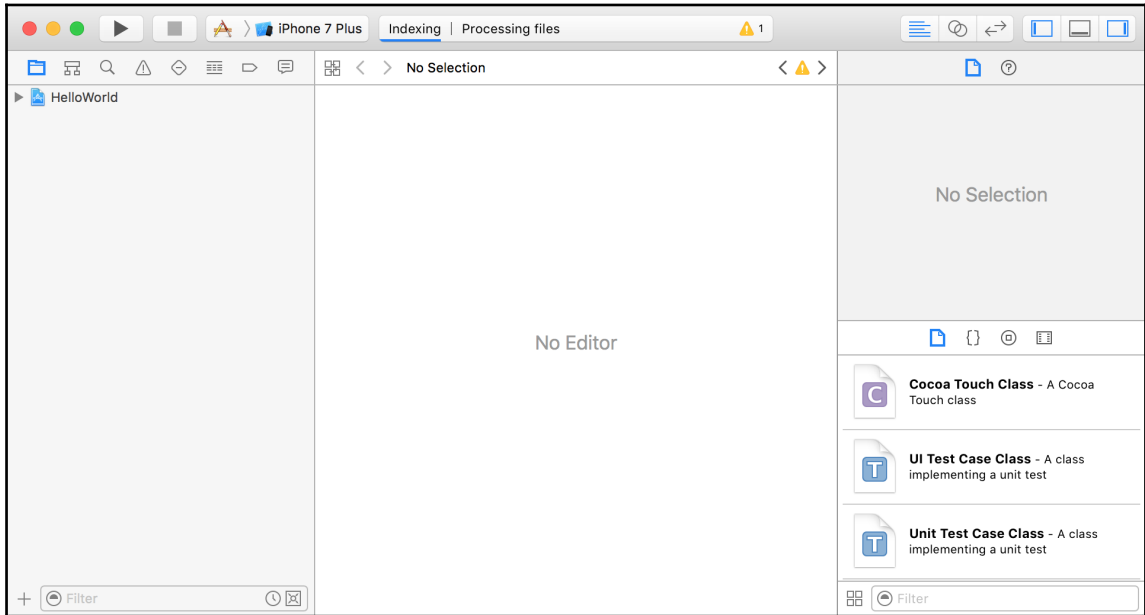 iPhone 7 Plus
Indexing | Processing files
1
No Selection
HelloWorld
No Selection
No Editor
Cocoa Touch Class - A Cocoa
Touch class
UI Test Case Class - A class
implementing a unit test
Unit Test Case Class - A class
implementing a unit test
Filter
Filter